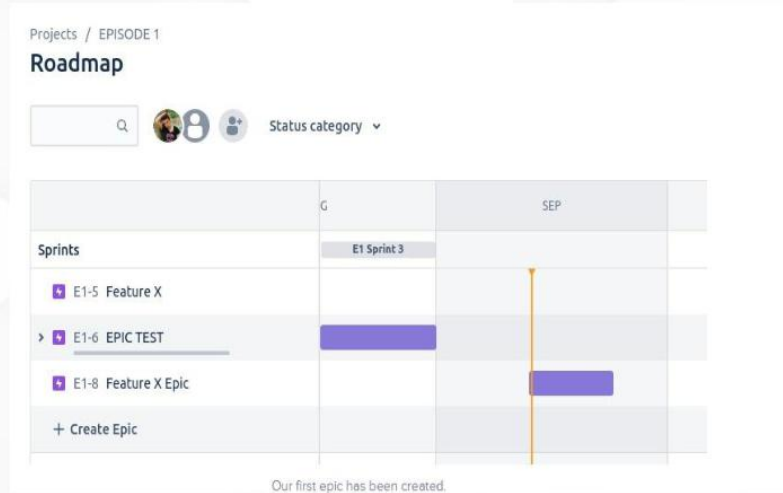 Projects / EPISODE 1
Roadmap
Status category
G SEP
Sprints E1 Sprint 3
E1-5 Feature X
E1-6 EPIC TEST
E1-8 Feature X Epic
+ Create Epic
Our first epic has been created.